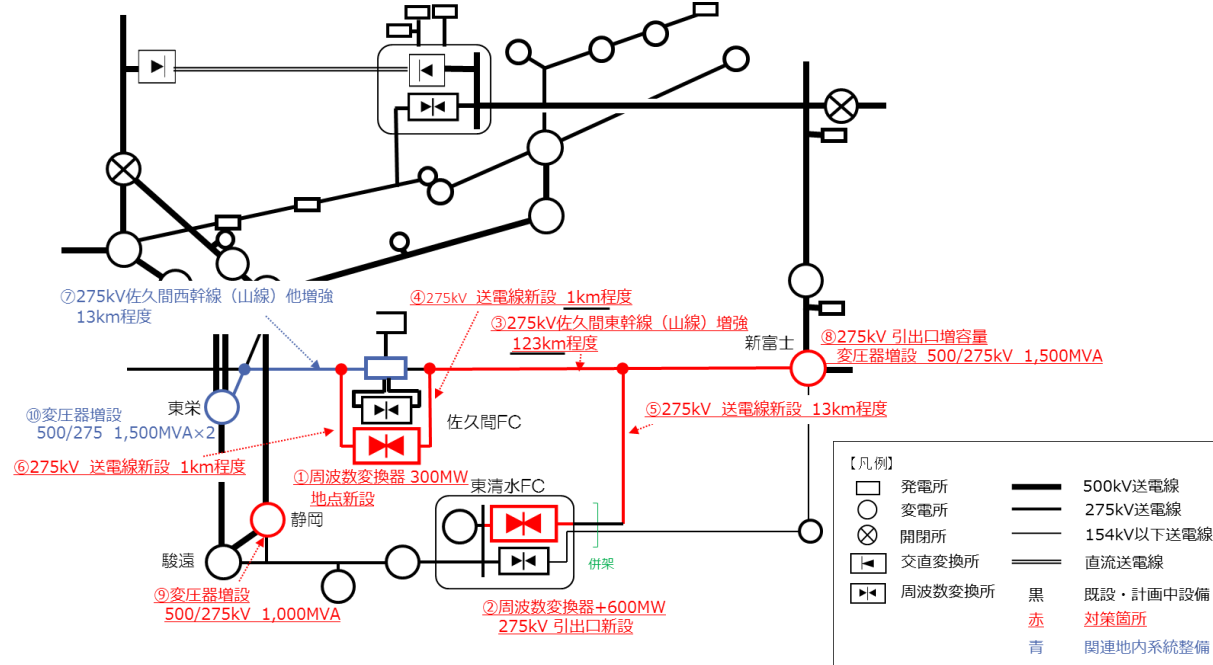 ⑦275kV佐久間西幹線（山線）他増強
13km程度
④275kV 送電線新設 1km程度
③275kV佐久間東幹線（山線）増強
123km程度
新富士
⑧275kV 引出口増容量
変圧器増設 500/275kV 1,500MVA
東栄
⑩変圧器増設
500/275 1,500MVA×2
佐久間FC
⑤275kV 送電線新設 13km程度
⑥275kV 送電線新設 1km程度
①周波数変換器 300MW
地点新設
東清水FC
静岡
駿遠
併架
⑨変圧器増設
500/275kV 1,000MVA
②周波数変換器+600MW
275kV 引出口新設
【凡例】
発電所
500kV送電線
変電所
275kV送電線
開閉所
154kV以下送電線
交直変換所
直流送電線
周波数変換所
黒 既設・計画中設備
赤 対策箇所
青 関連地内系統整備